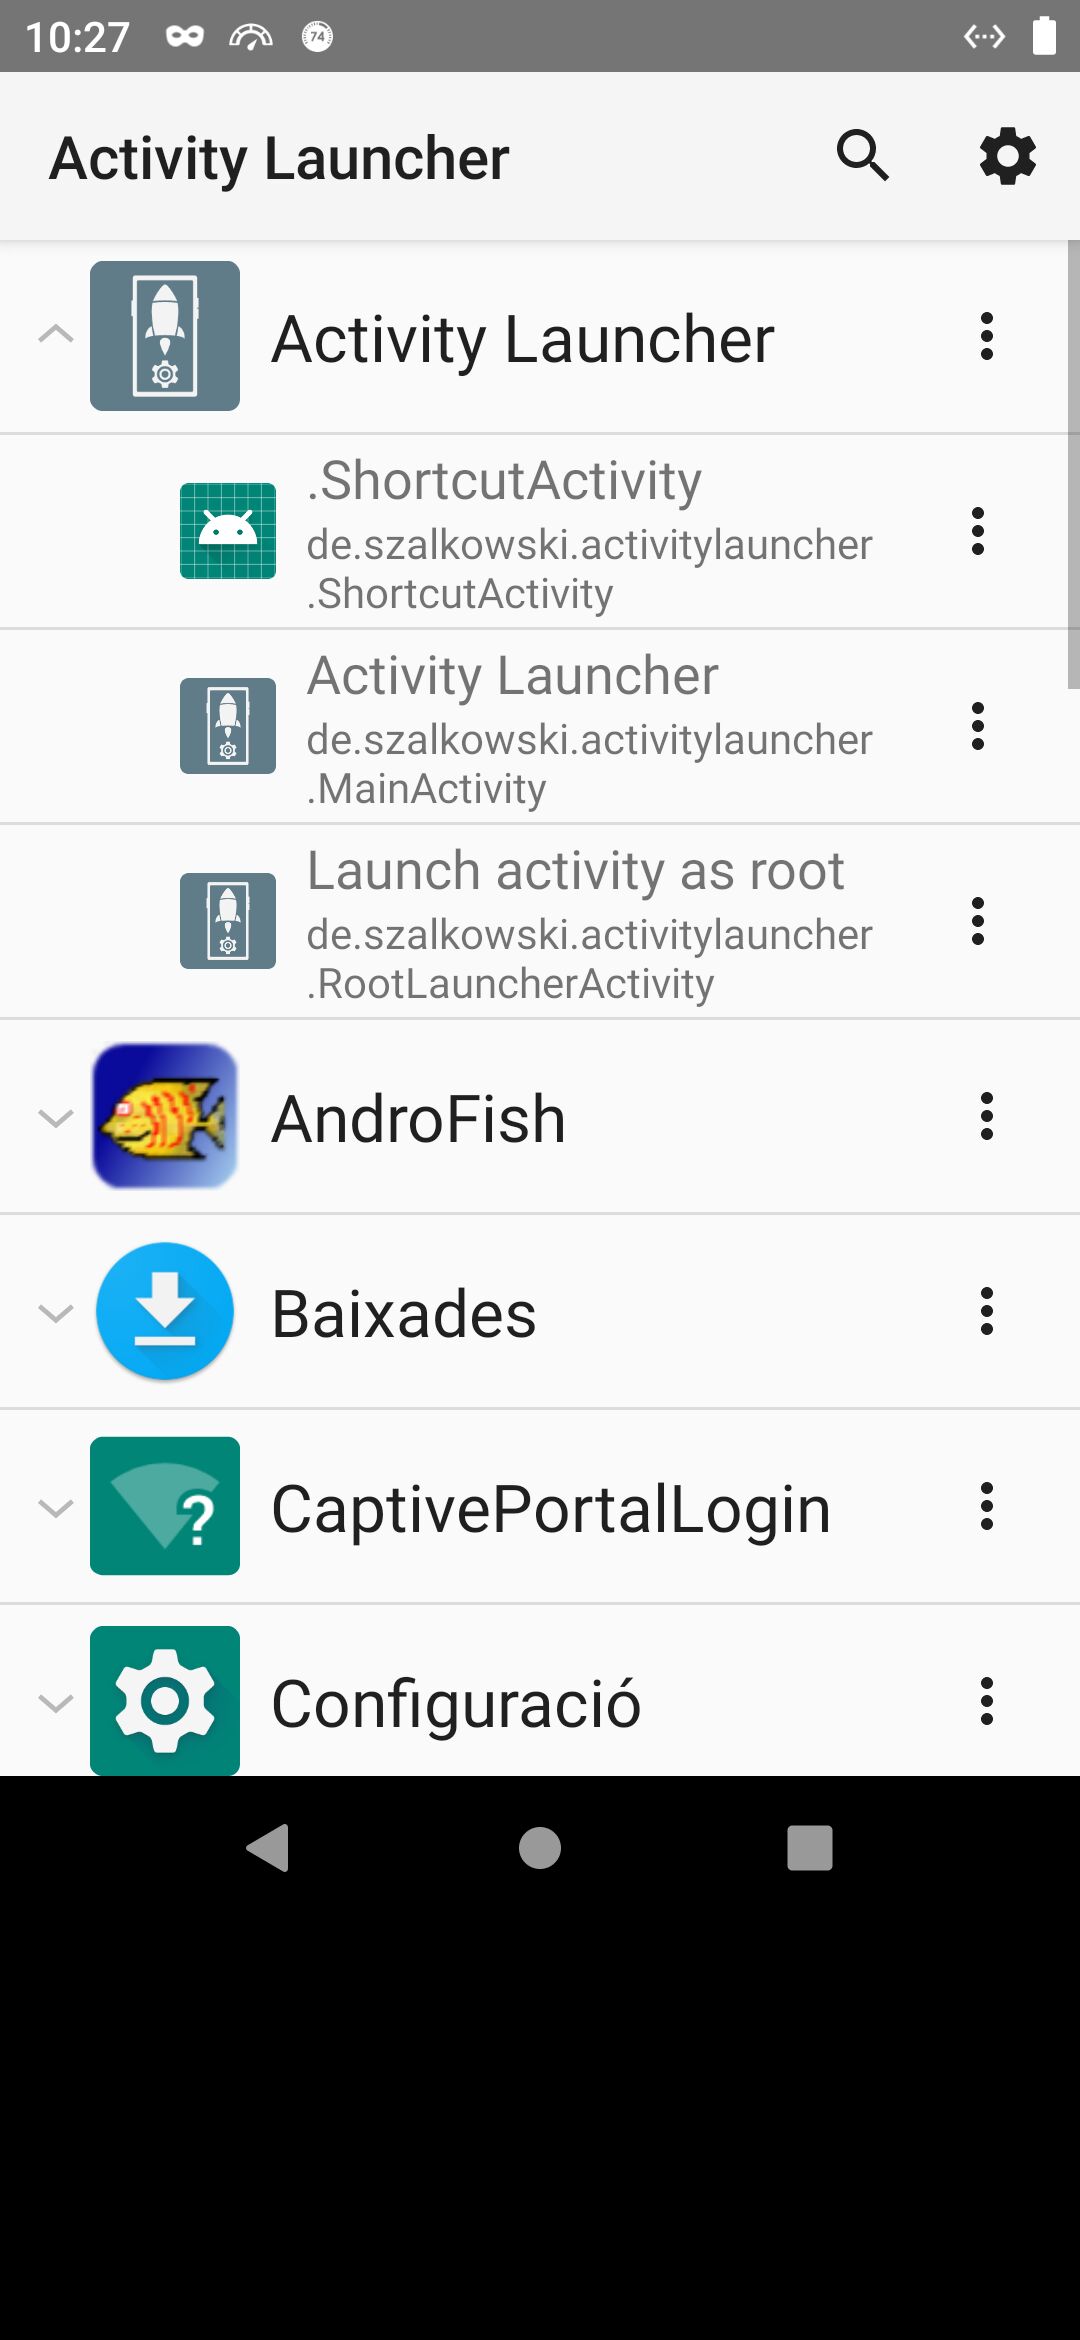 10:27
74
Activity Launcher
Activity Launcher
.ShortcutActivity
de.szalkowski.activitylauncher
.ShortcutActivity
Activity Launcher
de.szalkowski.activitylauncher
.MainActivity
Launch activity as root
de.szalkowski.activitylauncher
.RootLauncherActivity
AndroFish
Baixades
?
CaptivePortalLogin
Configuració